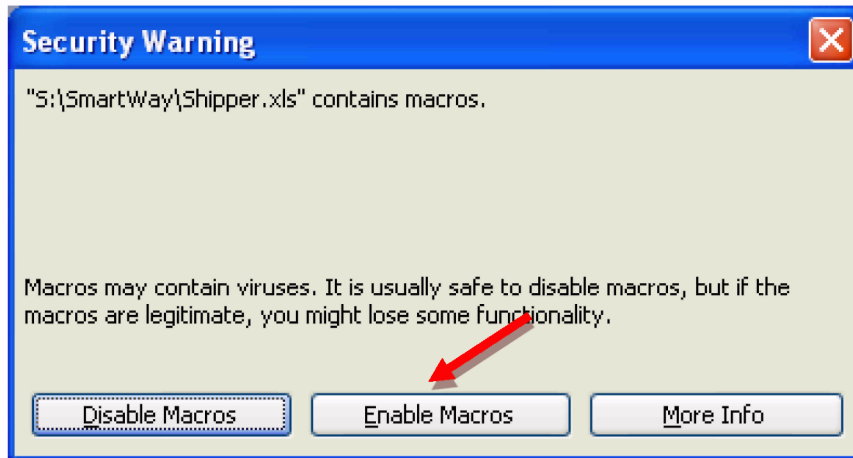 Security Warning
"S:\SmartWay\Shipper.xls" contains macros.
Macros may contain viruses. It is usually safe to disable macros, but if the
macros are legitimate, you might lose some functionality.
Disable Macros Enable Macros More Info